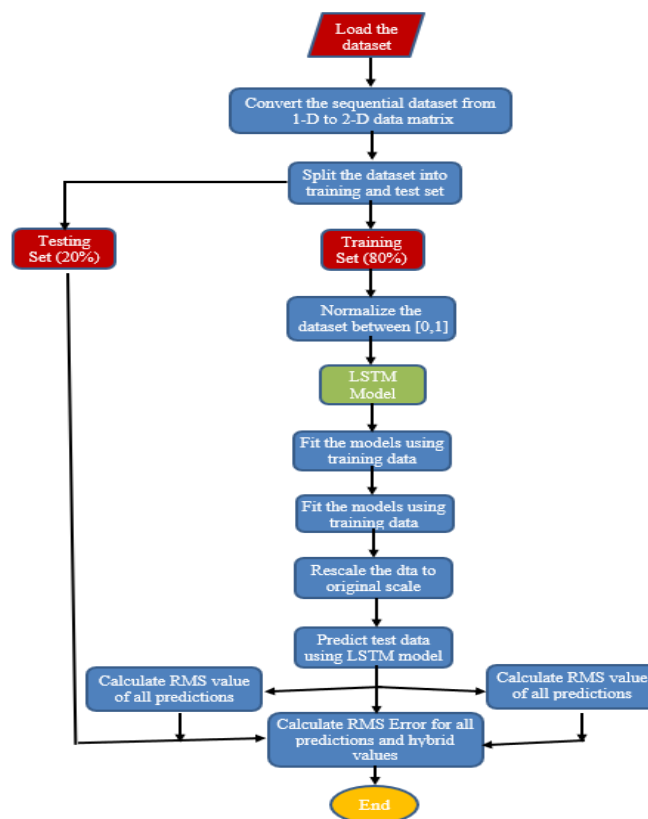 Load the
dataset
Convert the sequential dataset from
1-D to 2-D data matrix
Split the dataset into
training and test set
Testing
Set (20%)
Training
Set (80%)
Normalize the
dataset between [0,1]
LSTM
Model
Fit the models using
training data
Fit the models using
training data
Rescale the dta to
original scale
Predict test data
using LSTM model
Calculate RMS value
of all predictions
Calculate RMS value
of all predictions
Calculate RMS Error for all
predictions and hybrid
values
End